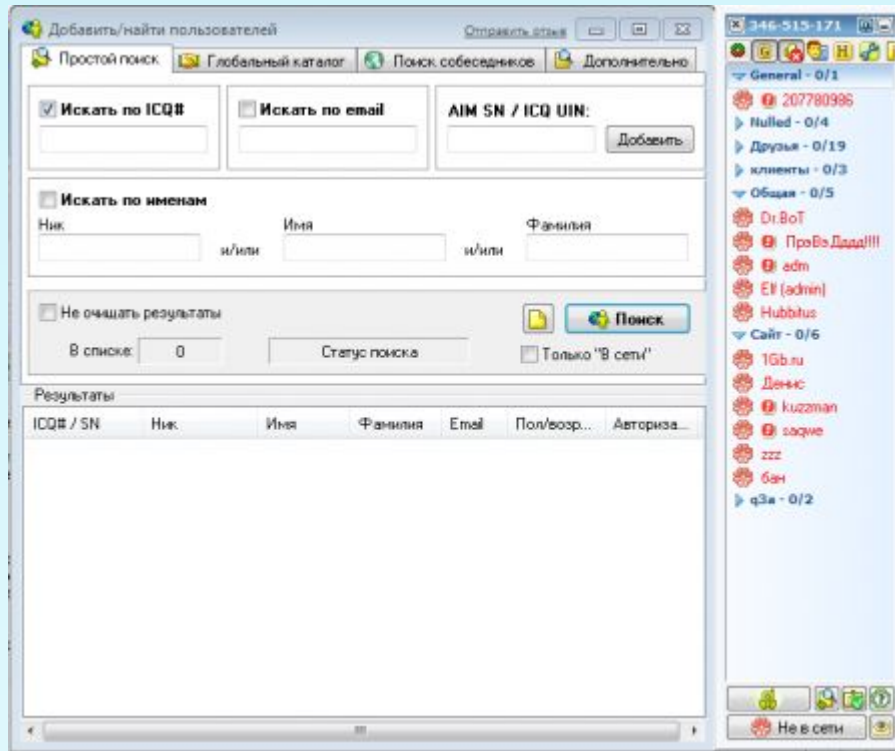 Добавить/найти пользователей
Отправить отзыв
Простой поиск
Глобальный каталог
Поиск собеседников
Дополнительно
Искать по ICQ#
Искать по email
AIM SN / ICQ UIN:
Добавить
Искать по именам
Ник
Имя
Фамилия
и/или
и/или
Не очищать результаты
Поиск
В списке:
0
Статус поиска
Только "В сети"
Результаты
ICQ# / SN
Ник
Имя
Фамилия
Email
Пол/возр...
Авториза...
346-515-171
General - 0/1
207780986
Nulled - 0/4
Друзья - 0/19
клиенты - 0/3
Общая - 0/5
Dr.BoT
ПрэВэДддд!!!!
adm
Elf (admin)
Hubbitus
Сайт - 0/6
1Gb.ru
Денис
kuzzman
saqwe
zzz
бан
q3a - 0/2
Не в сети